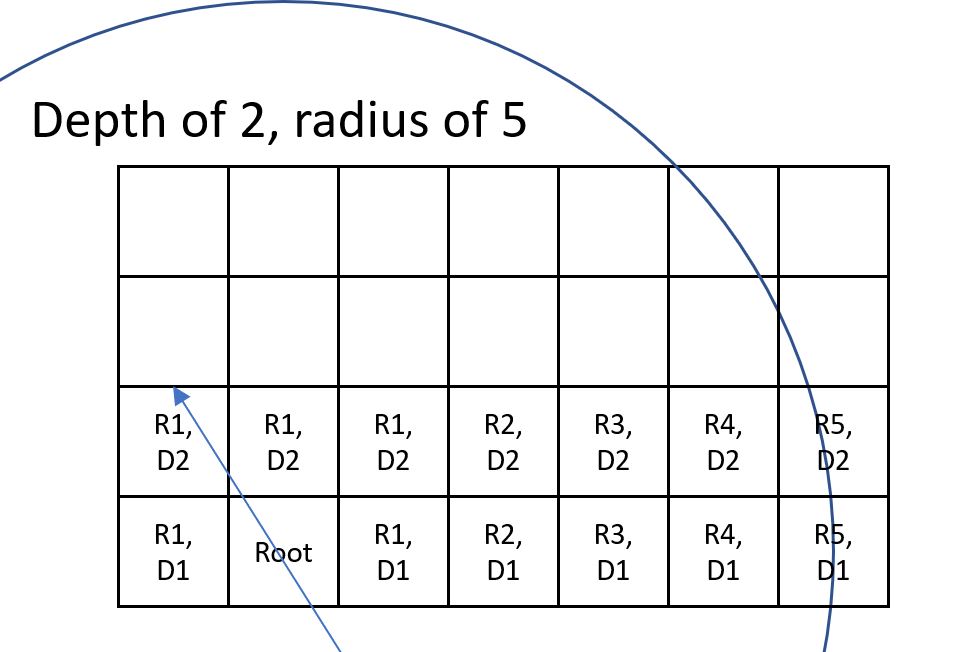 Depth of 2, radius of 5
R1, R1, R1, R2, R3, R4, R5,
D2 D2 D2 D2 D2 D2 D2
R1, Root R1, R2, R3, R4, R5,
D1 D1 D1 D1 D1 D1